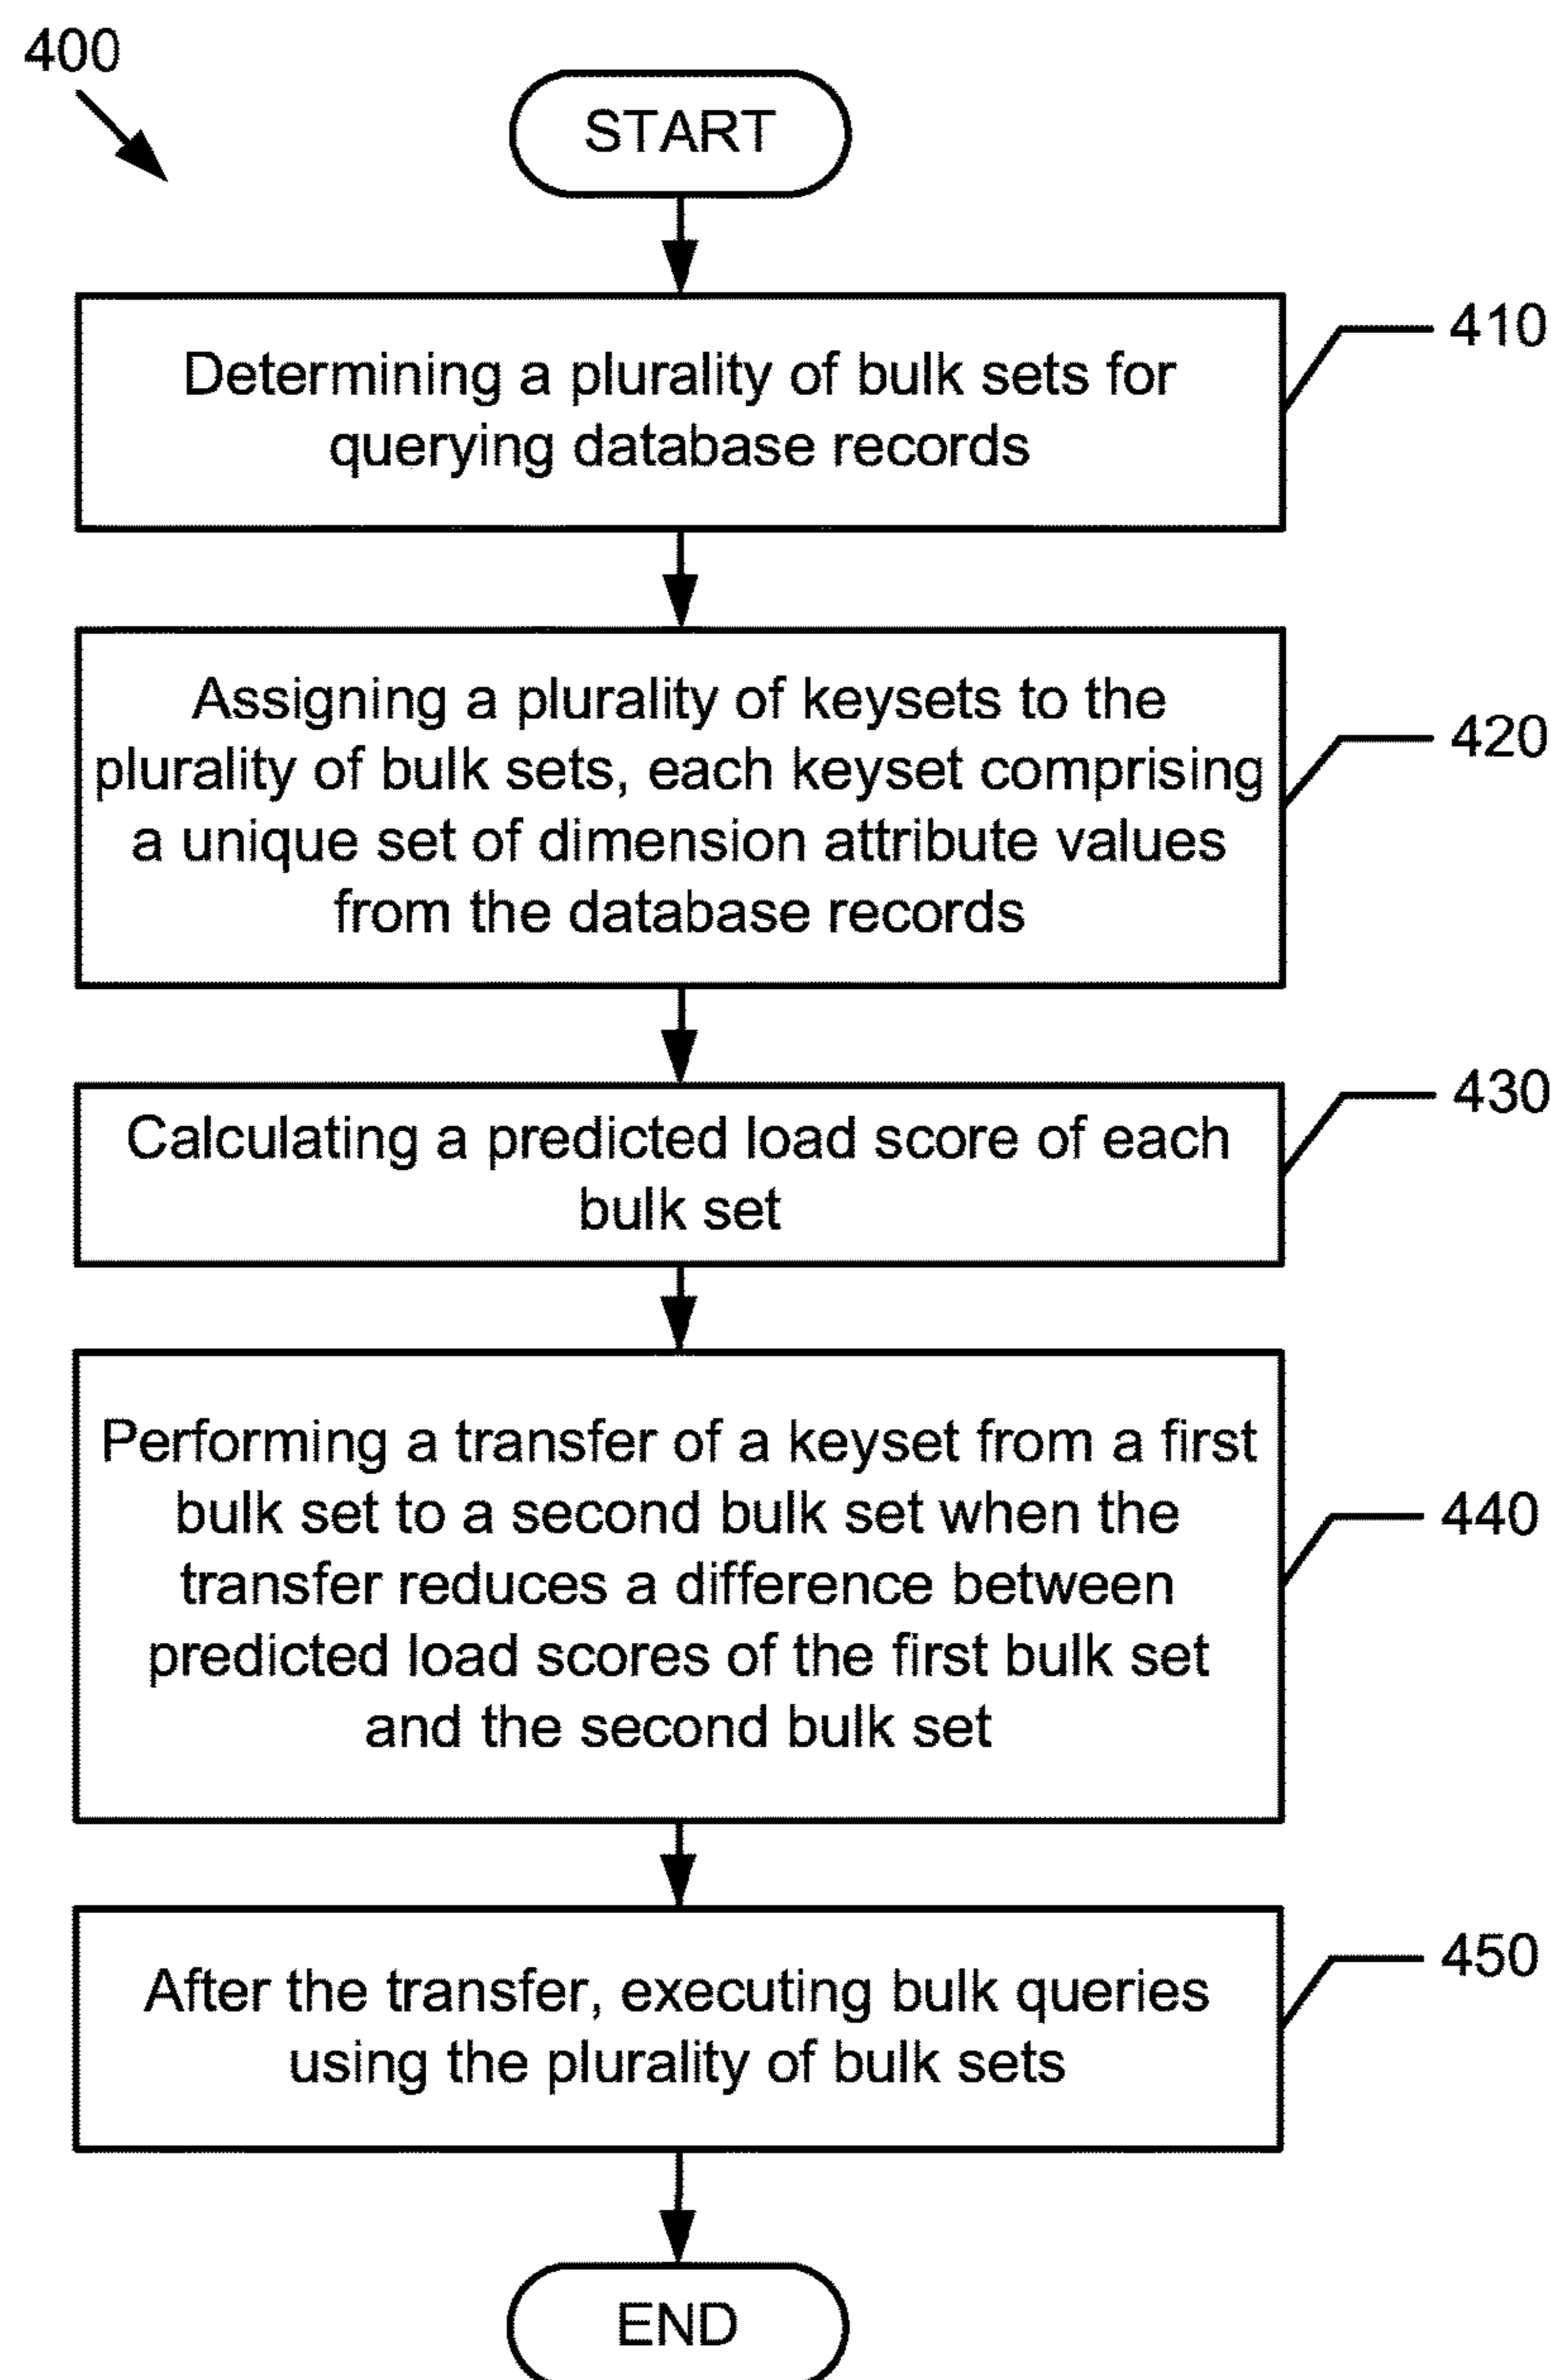 400
START
Determining a plurality of bulk sets for
querying database records
410
Assigning a plurality of keysets to the
plurality of bulk sets, each keyset comprising
a unique set of dimension attribute values
from the database records
420
Calculating a predicted load score of each
bulk set
430
Performing a transfer of a keyset from a first
bulk set to a second bulk set when the
transfer reduces a difference between
predicted load scores of the first bulk set
and the second bulk set
440
After the transfer, executing bulk queries
using the plurality of bulk sets
450
END